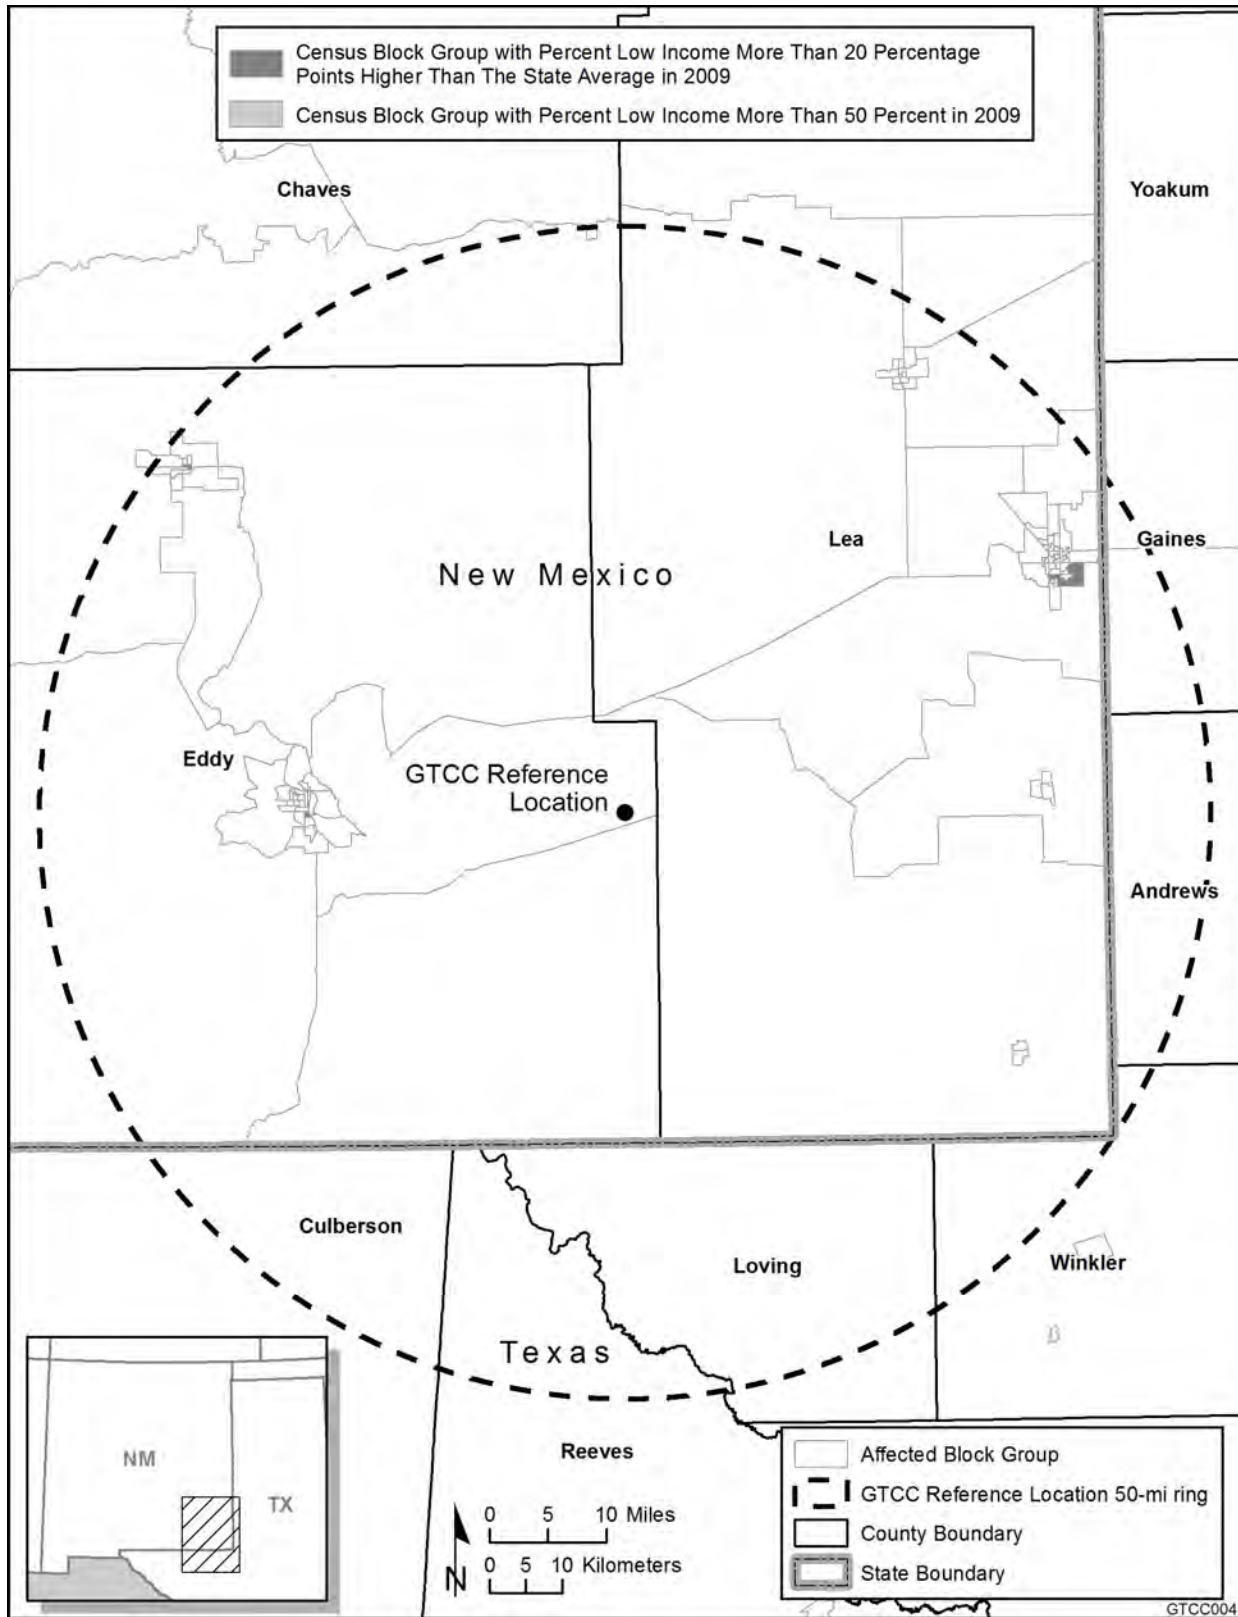 Census Block Group with Percent Low Income More Than 20 Percentage
Points Higher Than The State Average in 2009
Census Block Group with Percent Low Income More Than 50 Percent in 2009
Chaves
Yoakum
Lea
Gaines
New Mexico
Eddy
GTCC Reference
Location
Andrews
Culberson
Loving
Winkler
Texas
Reeves
NM
TX
0 5 10 Miles
0 5 10 Kilometers
N
Affected Block Group
GTCC Reference Location 50-mi ring
County Boundary
State Boundary
GTCC004